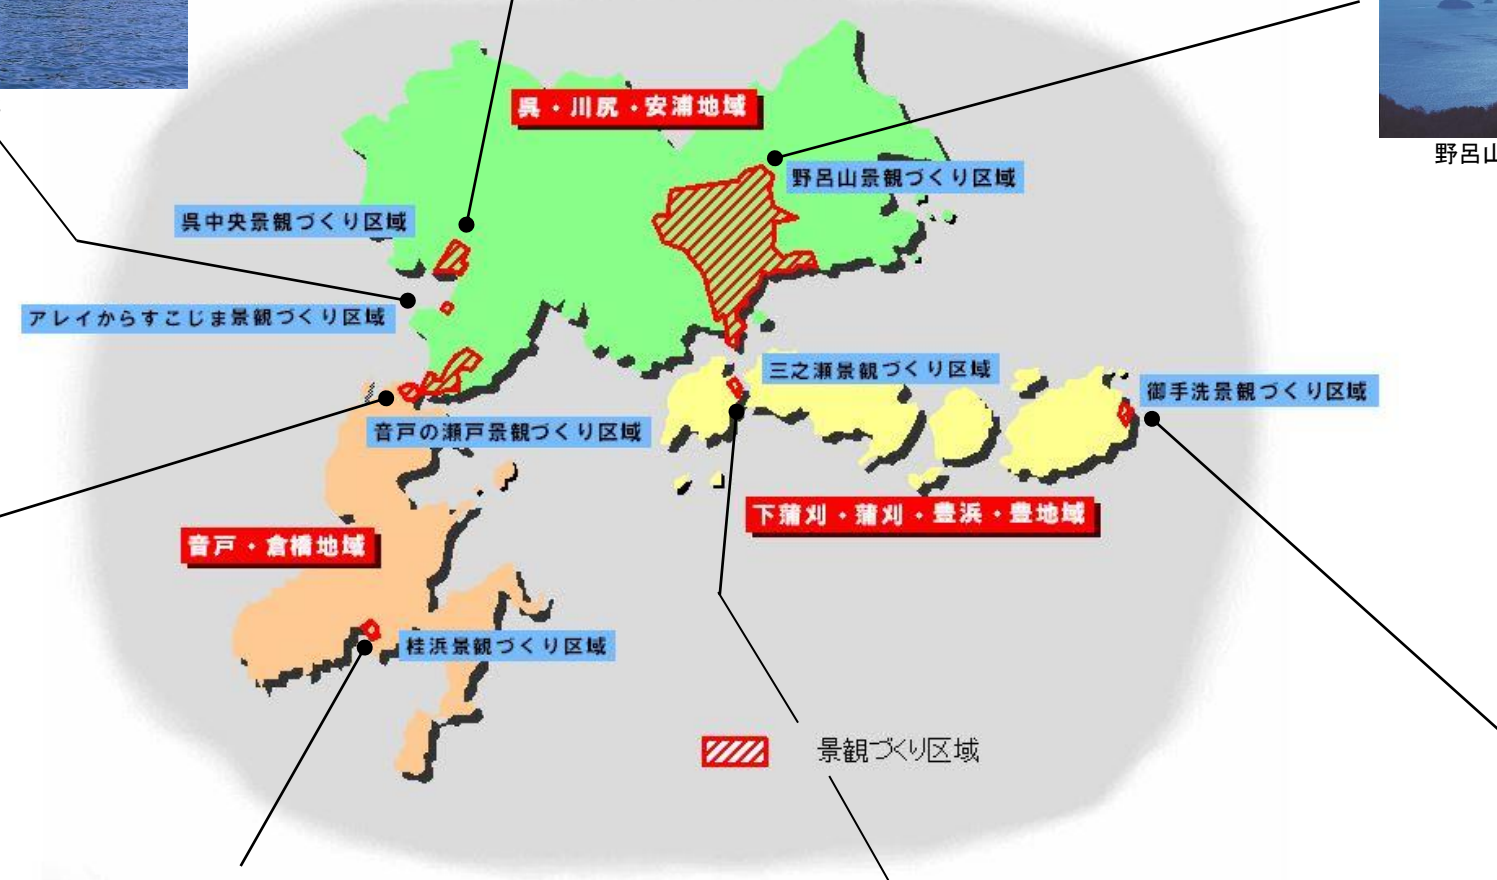 呉・川尻・安浦地域
野呂山
野呂山景観づくり区域
呉中央景観づくり区域
アレイからすこじま景観づくり区域
三之瀬景観づくり区域
御手洗景観づくり区域
音戸の瀬戸景観づくり区域
下蒲刈・蒲刈・豊浜・豊地域
音戸・倉橋地域
桂浜景観づくり区域
景観づくり区域